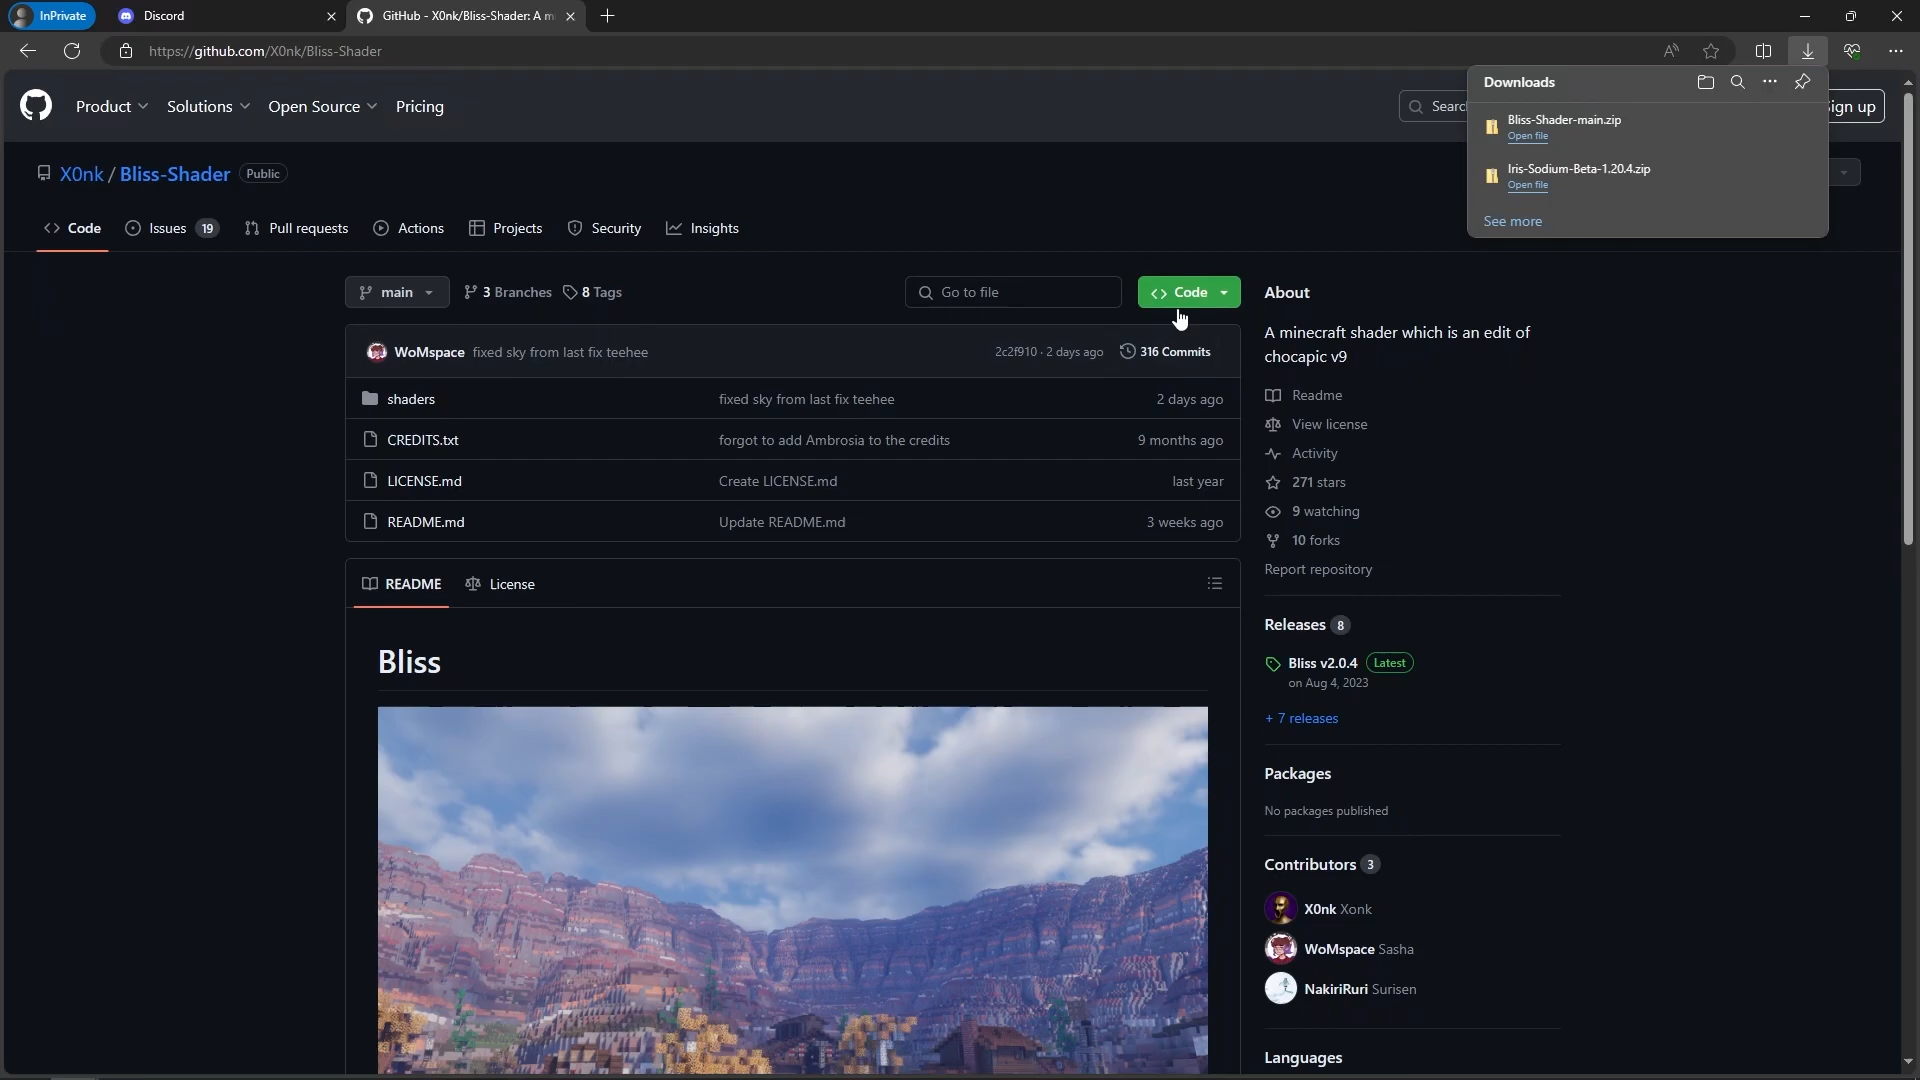 InPrivate
Discord
GitHub - X0nk/Bliss-Shader: A m
https://github.com/X0nk/Bliss-Shader
Product
Solutions
Open Source
Pricing
Searc
ign up
Downloads
Bliss-Shader-main.zip
Open file
Iris-Sodium-Beta-1.20.4.zip
Open file
See more
X0nk / Bliss-Shader Public
Code
Issues 19
Pull requests
Actions
Projects
Security
Insights
main
3 Branches
8 Tags
Go to file
Code
WoMspace fixed sky from last fix teehee 2c2f910 · 2 days ago 316 Commits
shaders fixed sky from last fix teehee 2 days ago
CREDITS.txt forgot to add Ambrosia to the credits 9 months ago
LICENSE.md Create LICENSE.md last year
README.md Update README.md 3 weeks ago
README
License
Bliss
About
A minecraft shader which is an edit of
chocapic v9
Readme
View license
Activity
271 stars
9 watching
10 forks
Report repository
Releases 8
Bliss v2.0.4 Latest
on Aug 4, 2023
+ 7 releases
Packages
No packages published
Contributors 3
X0nk Xonk
WoMspace Sasha
NakiriRuri Surisen
Languages